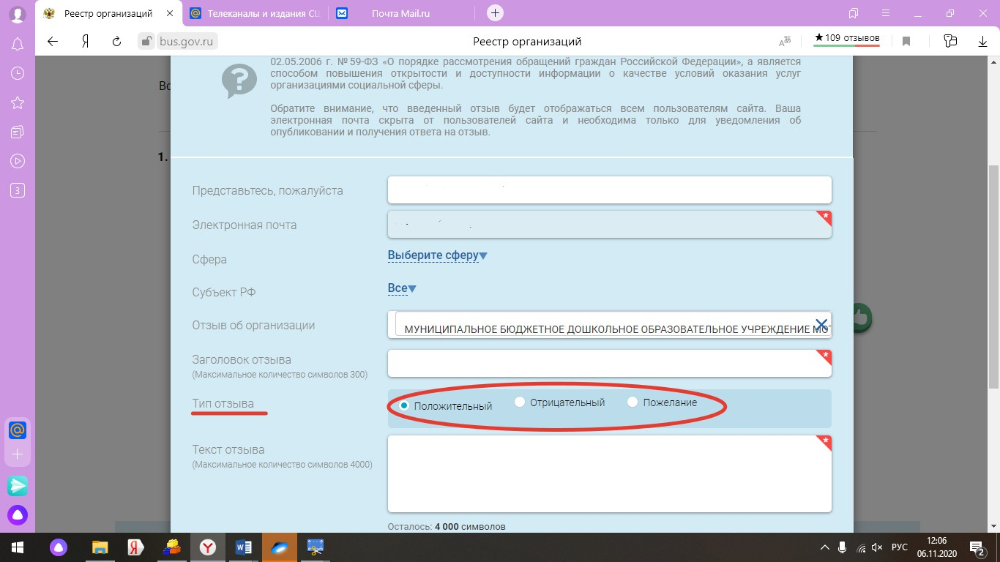 Реестр организаций
Телеканалы и издания СЦ
Почта Mail.ru
bus.gov.ru
Реестр организаций
★109 отзывов
02.05.2006 г. №59-ФЗ «О порядке рассмотрения обращений граждан Российской Федерации», а является
способом повышения открытости и доступности информации о качестве условий оказания услуг
организациями социальной сферы.
Во
Обратите внимание, что введенный отзыв будет отображаться всем пользователям сайта. Ваша
электронная почта скрыта от пользователей сайта и необходима только для уведомления об
опубликовании и получения ответа на отзыв.
1.
Представьтесь, пожалуйста
Электронная почта
*
Сфера
Выберите сферу
Субъект РФ
Все
Отзыв об организации
МУНИЦИПАЛЬНОЕ БЮДЖЕТНОЕ ДОШКОЛЬНОЕ ОБРАЗОВАТЕЛЬНОЕ УЧРЕЖДЕНИЕ МОТ
Заголовок отзыва
(Максимальное количество символов 300)
*
Тип отзыва
Положительный
Отрицательный
Пожелание
Текст отзыва
(Максимальное количество символов 4000)
*
Осталось: 4 000 символов
3
РУС
12:06
06.11.2020
2